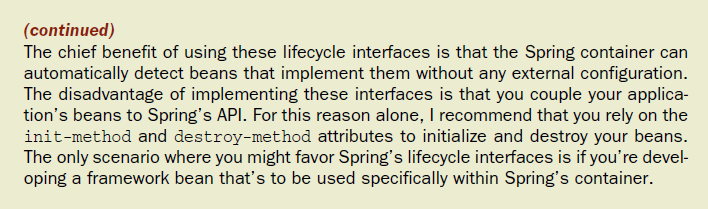 (continued)
The chief benefit of using these lifecycle interfaces is that the Spring container can
automatically detect beans that implement them without any external configuration.
The disadvantage of implementing these interfaces is that you couple your applica-
tion’s beans to Spring’s API. For this reason alone, I recommend that you rely on the
init-method and destroy-method attributes to initialize and destroy your beans.
The only scenario where you might favor Spring’s lifecycle interfaces is if you’re devel-
oping a framework bean that’s to be used specifically within Spring’s container.